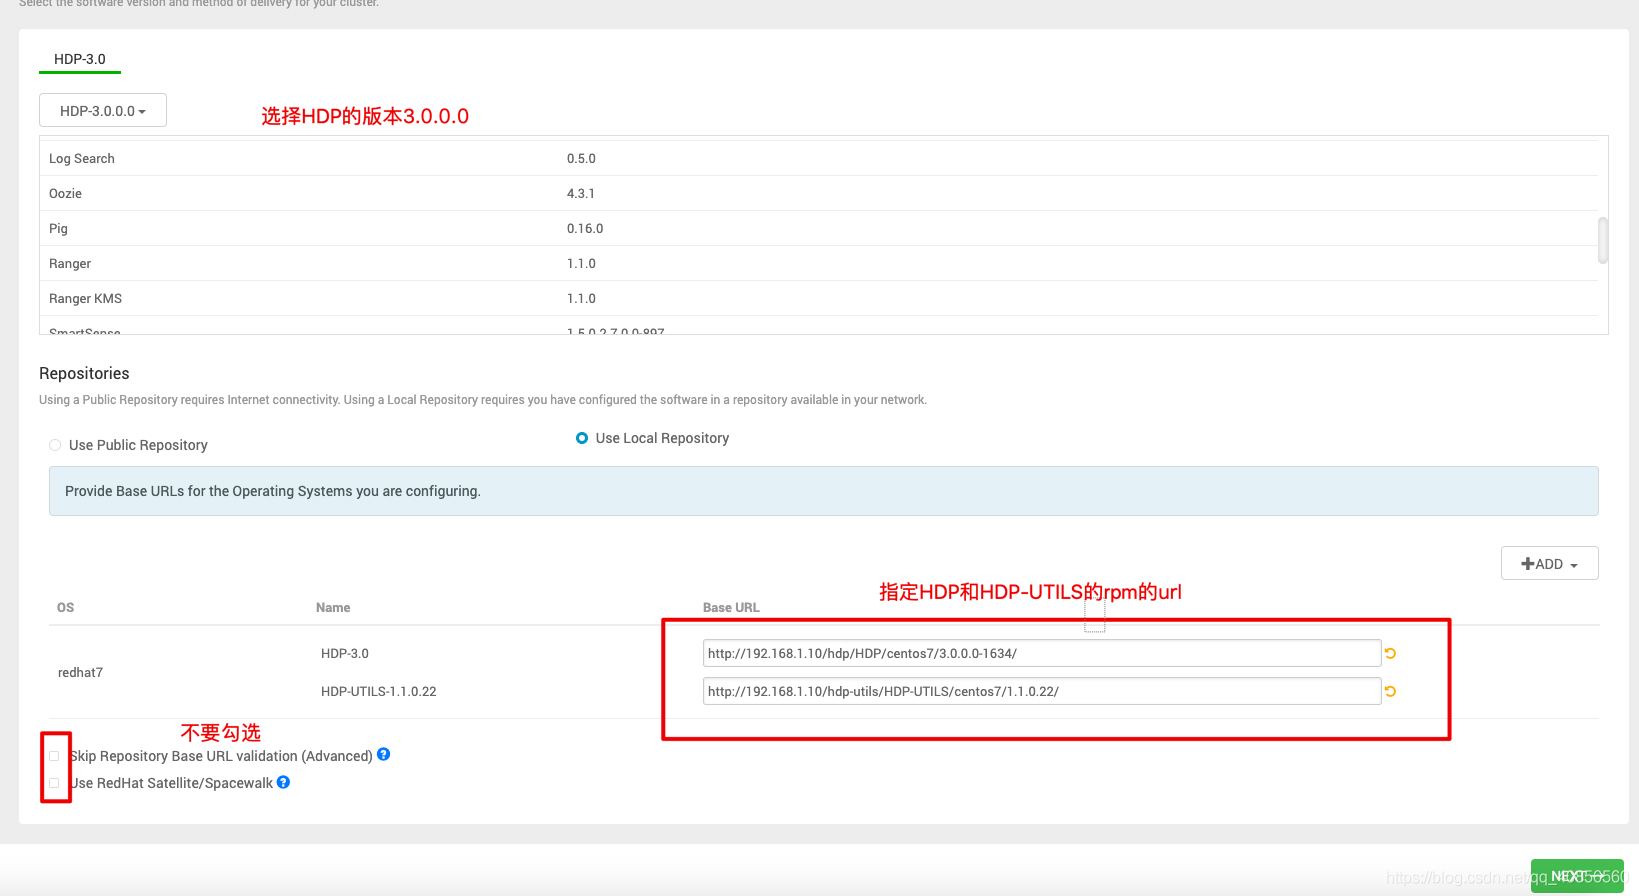 Select the software version and method of delivery for your cluster.
HDP-3.0
HDP-3.0.0.0
选择HDP的版本3.0.0.0
Log Search 0.5.0
Oozie 4.3.1
Pig 0.16.0
Ranger 1.1.0
Ranger KMS 1.1.0
SmartSense 1.5.0.2.7.0.0-897
Repositories
Using a Public Repository requires Internet connectivity. Using a Local Repository requires you have configured the software in a repository available in your network.
Use Public Repository Use Local Repository
Provide Base URLs for the Operating Systems you are configuring.
ADD
指定HDP和HDP-UTILS的rpm的url
OS Name Base URL
redhat7
HDP-3.0 http://192.168.1.10/hdp/HDP/centos7/3.0.0.0-1634/
HDP-UTILS-1.1.0.22 http://192.168.1.10/hdp-utils/HDP-UTILS/centos7/1.1.0.22/
不要勾选
Skip Repository Base URL validation (Advanced)
Use RedHat Satellite/Spacewalk
NEXT